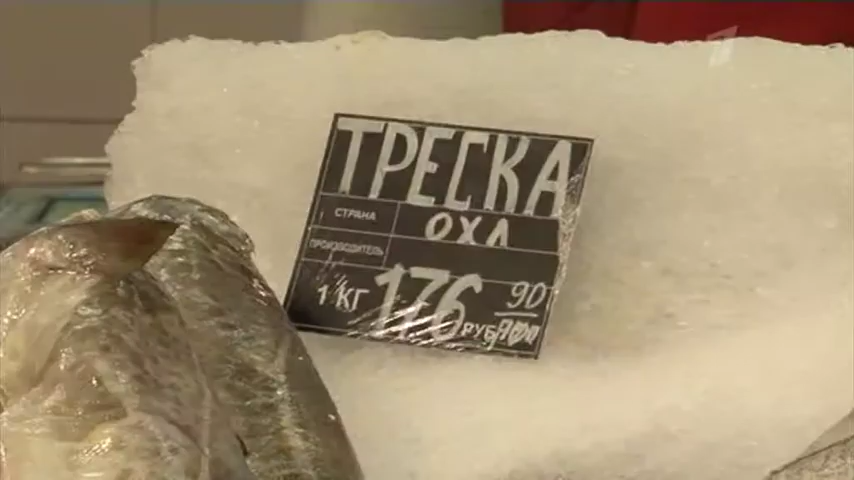 ТРЕСКА
СТРАНА
ОХЛ
ПРОИЗВОДИТЕЛЬ
1 КГ 176 РУБ 90